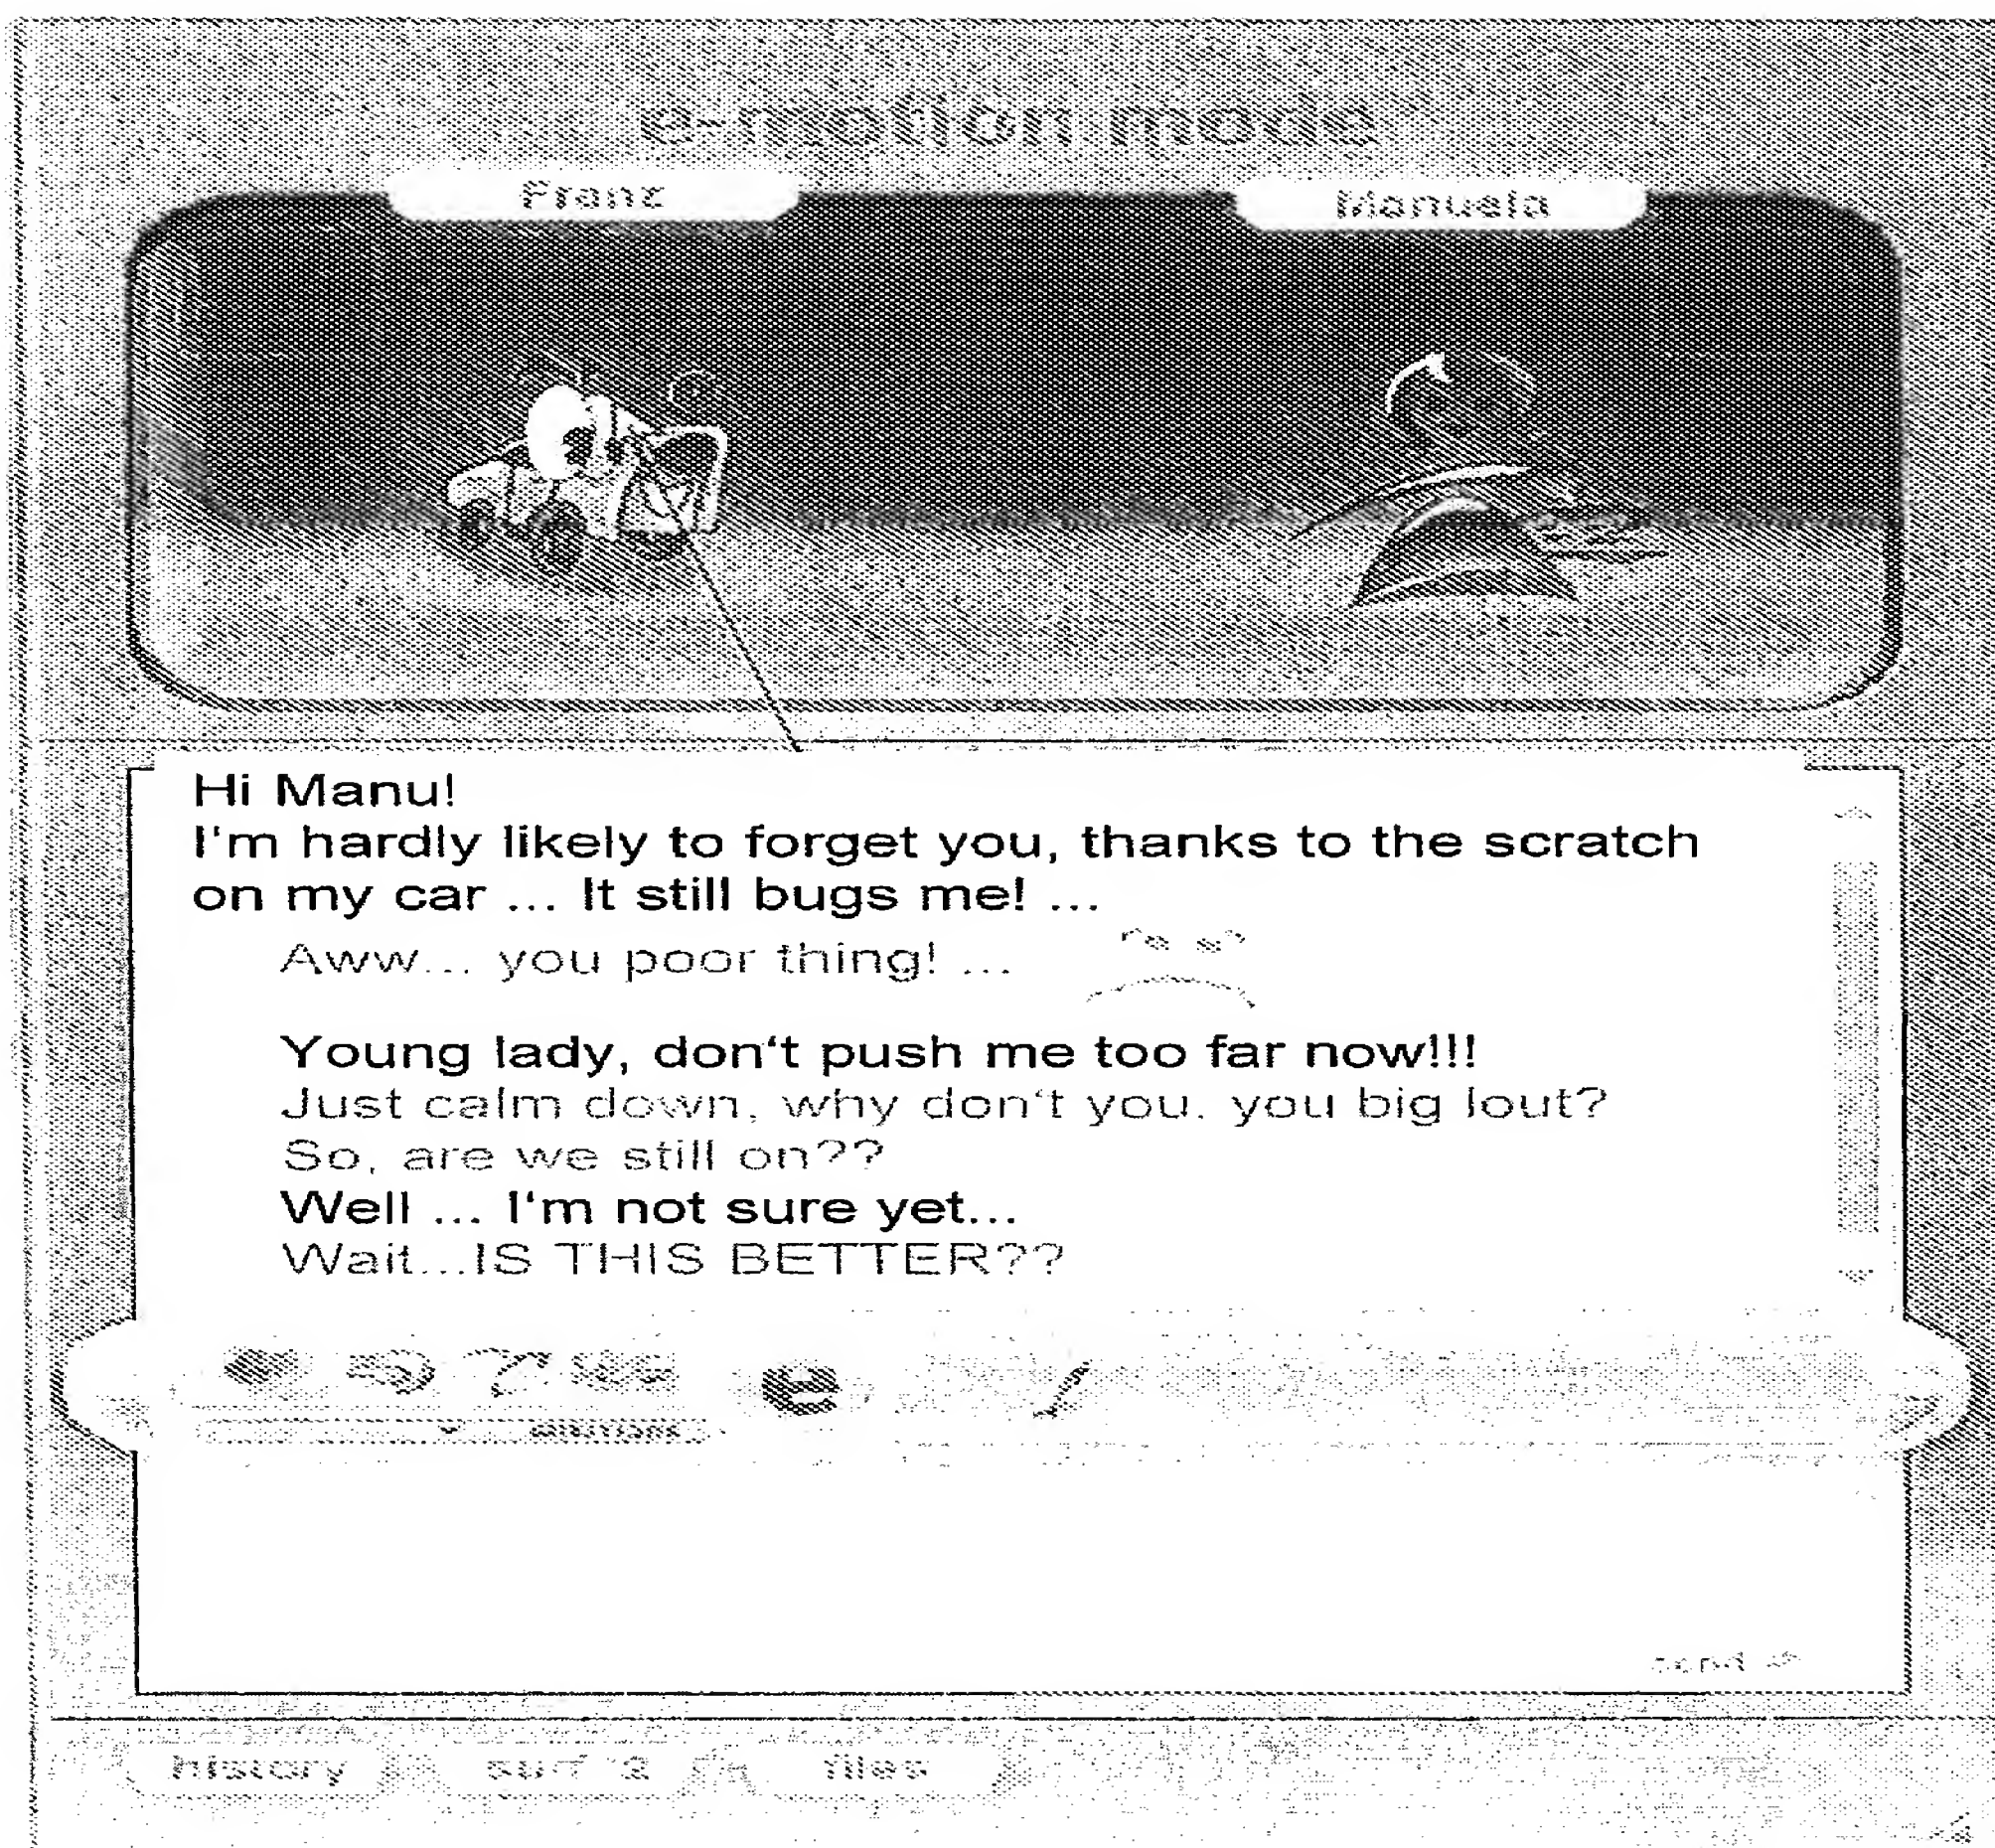 e-motion mode
Franz
Manuela
Hi Manu!
I'm hardly likely to forget you, thanks to the scratch
on my car ... It still bugs me! ...
Aww... you poor thing! ...
Young lady, don't push me too far now!!!
Just calm down, why don't you, you big lout?
So, are we still on??
Well ... I'm not sure yet...
Wait...IS THIS BETTER??
e
send
history
surf
files